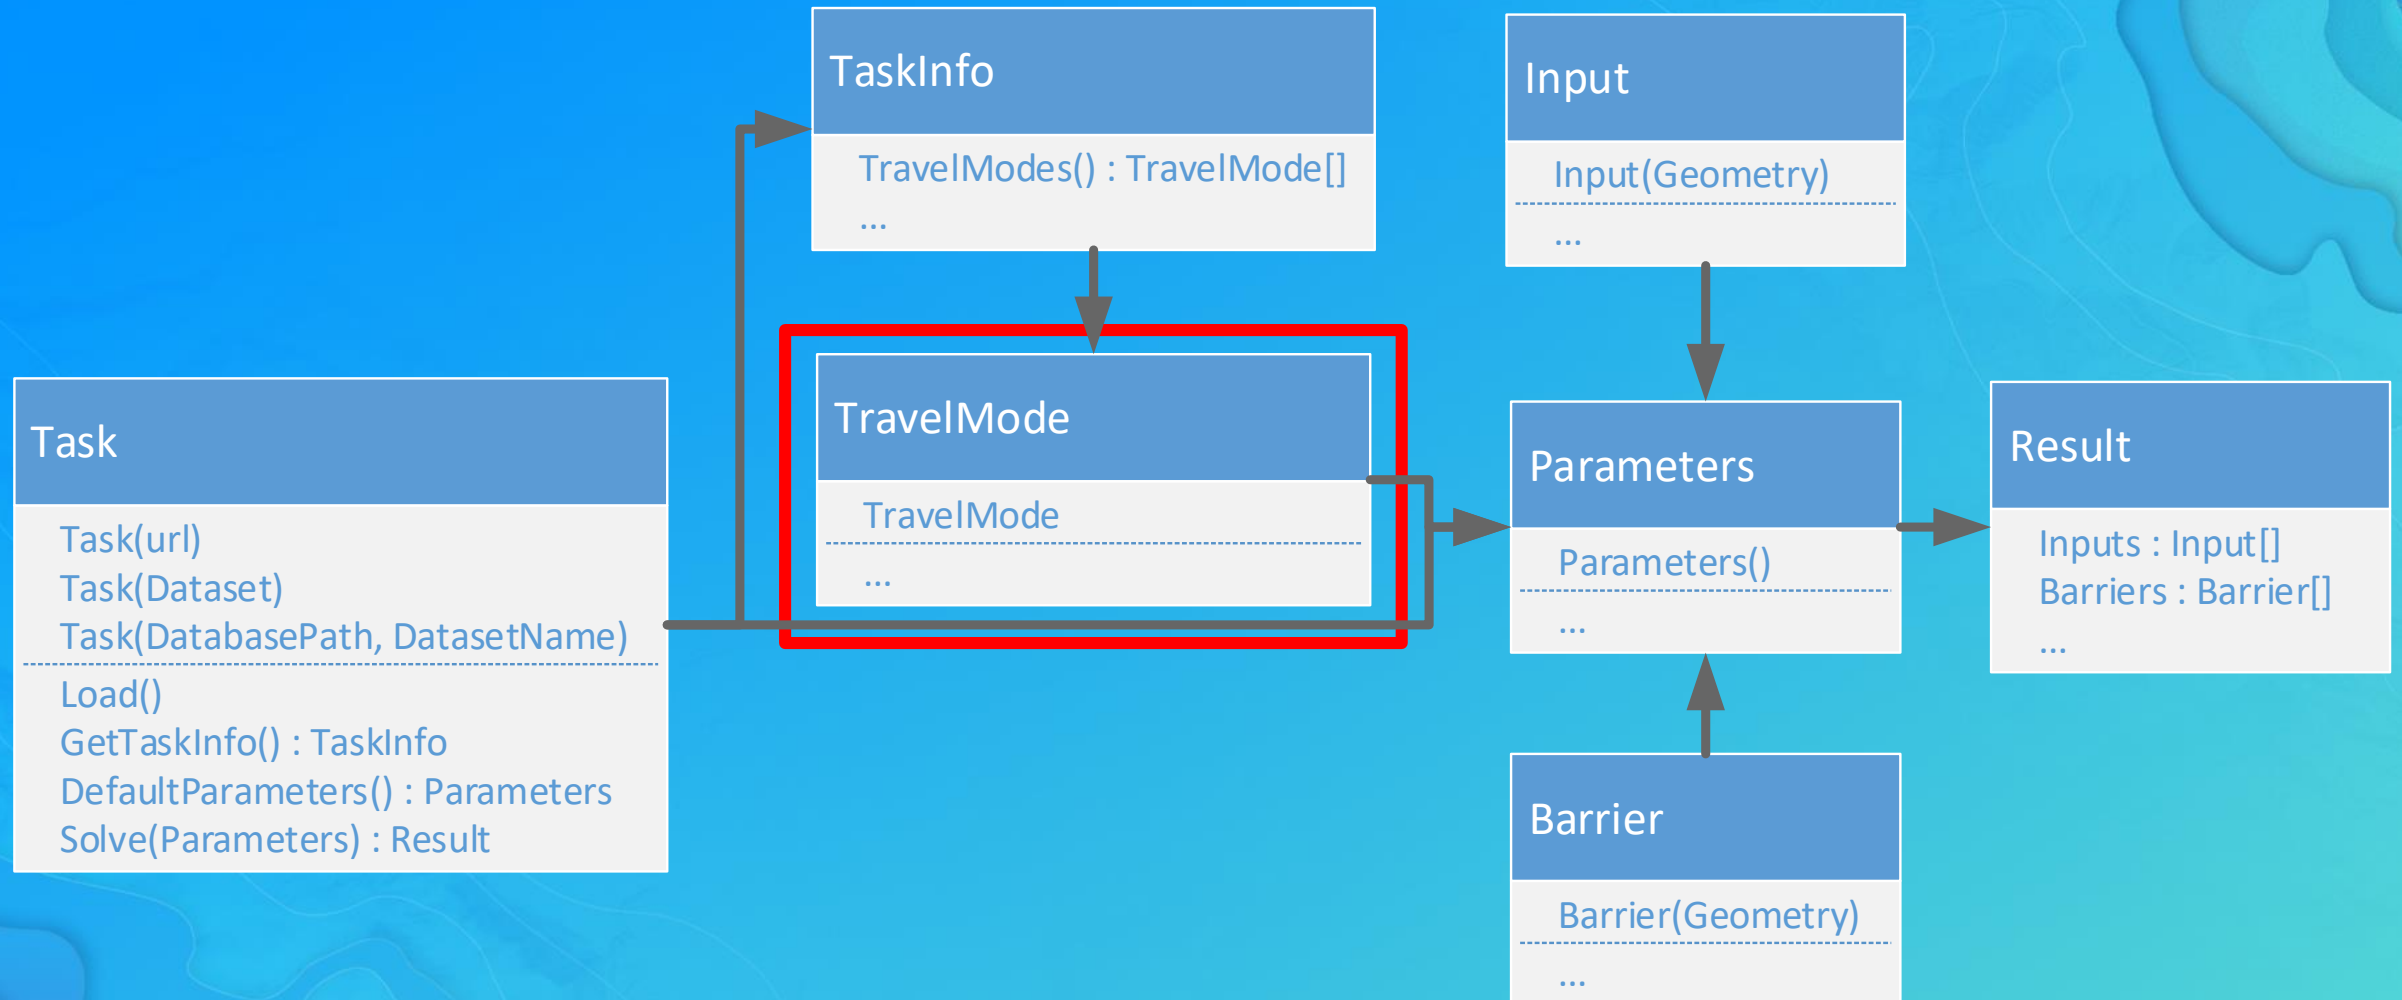 Task
Task(url)
Task(Dataset)
Task(DatabasePath, DatasetName)
Load()
GetTaskInfo() : TaskInfo
DefaultParameters() : Parameters
Solve(Parameters) : Result
TaskInfo
TravelModes() : TravelMode[]
...
TravelMode
TravelMode
...
Input
Input(Geometry)
...
Parameters
Parameters()
...
Barrier
Barrier(Geometry)
...
Result
Inputs : Input[]
Barriers : Barrier[]
...